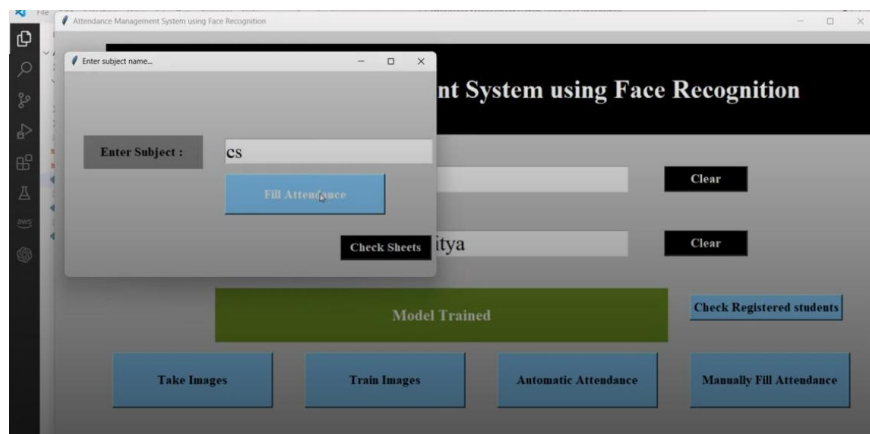 File
Attendance Management System using Face Recognition
Enter subject name...
nt System using Face Recognition
Enter Subject :
cs
Fill Attendance
Clear
Check Sheets
itya
Clear
Model Trained
Check Registered students
Take Images
Train Images
Automatic Attendance
Manually Fill Attendance
aws